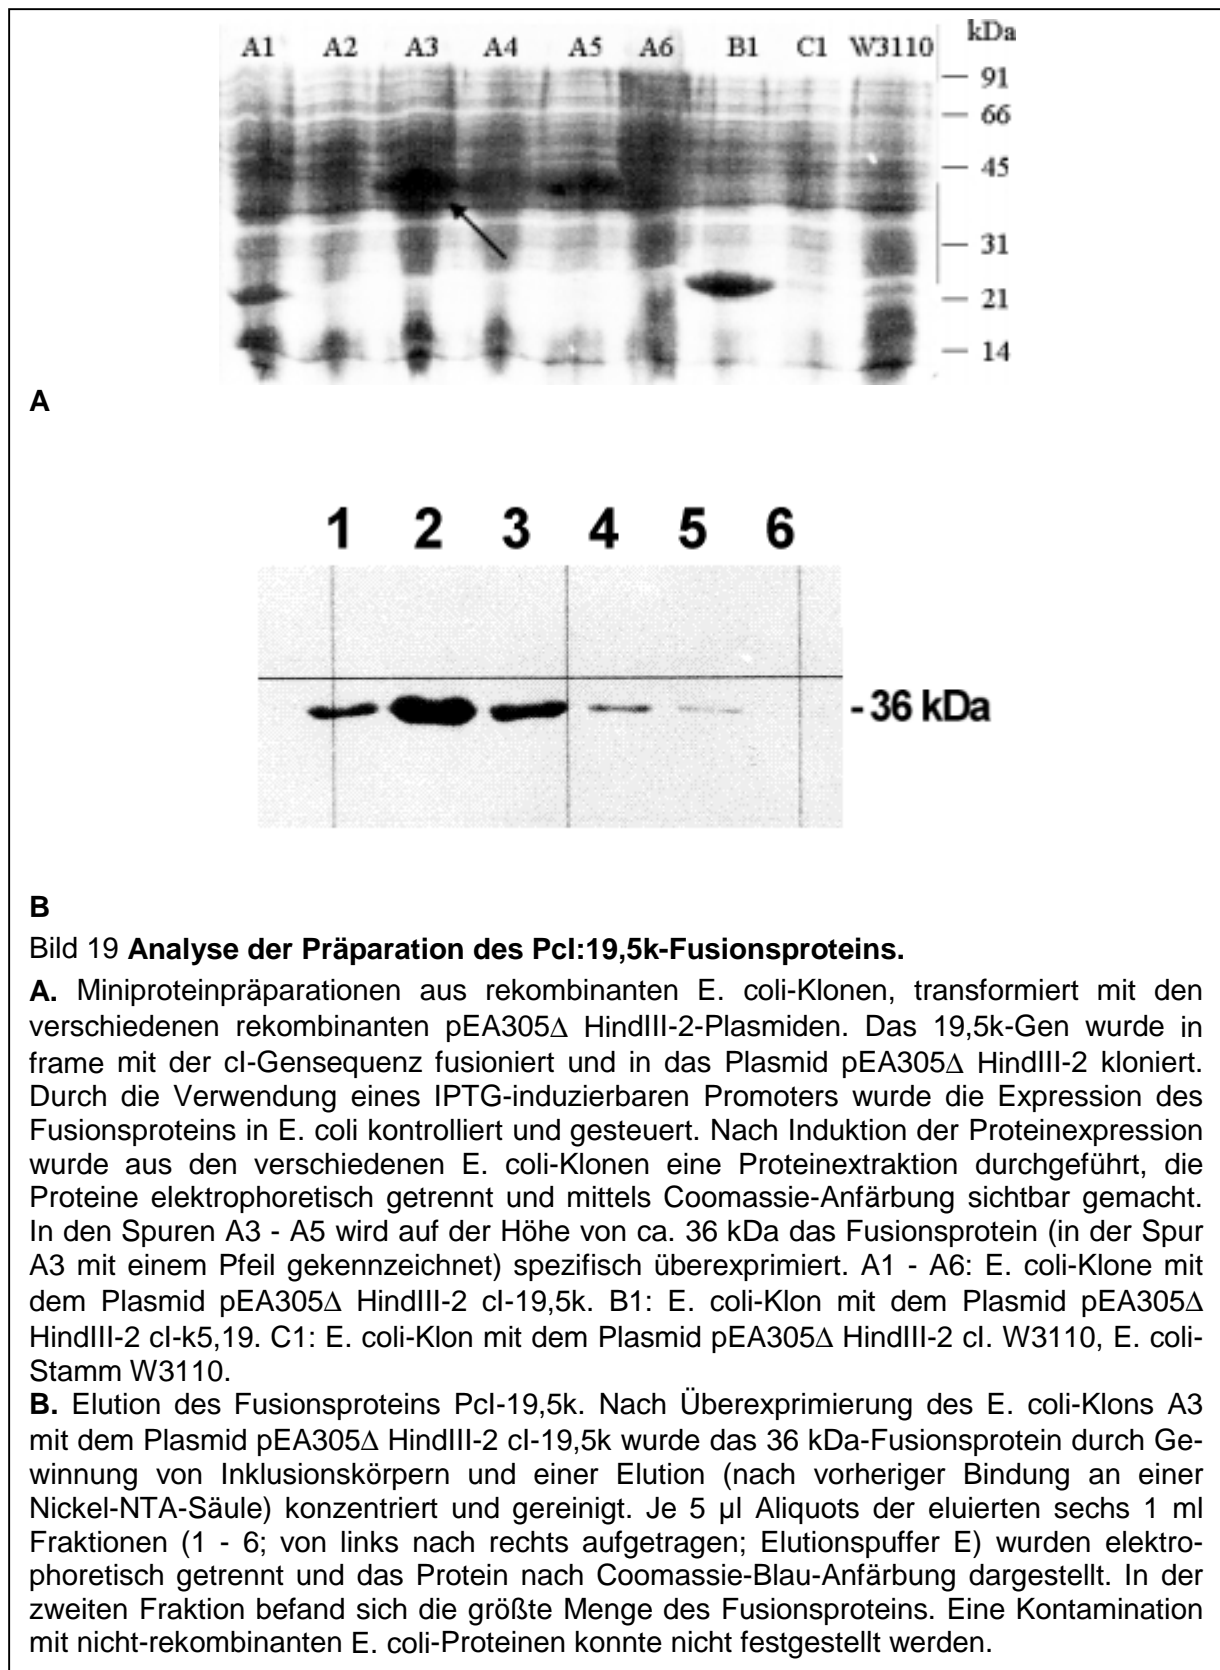 A1 A2 A3 A4 A5 A6 B1 C1 W3110 kDa
91
66
45
31
21
14
A
1 2 3 4 5 6
- 36 kDa
B
Bild 19 Analyse der Präparation des PcI:19,5k-Fusionsproteins.
A. Miniproteinpräparationen aus rekombinanten E. coli-Klonen, transformiert mit den
verschiedenen rekombinanten pEA305Δ HindIII-2-Plasmiden. Das 19,5k-Gen wurde in
frame mit der cI-Gensequenz fusioniert und in das Plasmid pEA305Δ HindIII-2 kloniert.
Durch die Verwendung eines IPTG-induzierbaren Promoters wurde die Expression des
Fusionsproteins in E. coli kontrolliert und gesteuert. Nach Induktion der Proteinexpression
wurde aus den verschiedenen E. coli-Klonen eine Proteinextraktion durchgeführt, die
Proteine elektrophoretisch getrennt und mittels Coomassie-Anfärbung sichtbar gemacht.
In den Spuren A3 - A5 wird auf der Höhe von ca. 36 kDa das Fusionsprotein (in der Spur
A3 mit einem Pfeil gekennzeichnet) spezifisch überexprimiert. A1 - A6: E. coli-Klone mit
dem Plasmid pEA305Δ HindIII-2 cI-19,5k. B1: E. coli-Klon mit dem Plasmid pEA305Δ
HindIII-2 cI-k5,19. C1: E. coli-Klon mit dem Plasmid pEA305Δ HindIII-2 cI. W3110, E. coli-
Stamm W3110.
B. Elution des Fusionsproteins PcI-19,5k. Nach Überexprimierung des E. coli-Klons A3
mit dem Plasmid pEA305Δ HindIII-2 cI-19,5k wurde das 36 kDa-Fusionsprotein durch Ge-
winnung von Inklusionskörpern und einer Elution (nach vorheriger Bindung an einer
Nickel-NTA-Säule) konzentriert und gereinigt. Je 5 µl Aliquots der eluierten sechs 1 ml
Fraktionen (1 - 6; von links nach rechts aufgetragen; Elutionspuffer E) wurden elektro-
phoretisch getrennt und das Protein nach Coomassie-Blau-Anfärbung dargestellt. In der
zweiten Fraktion befand sich die größte Menge des Fusionsproteins. Eine Kontamination
mit nicht-rekombinanten E. coli-Proteinen konnte nicht festgestellt werden.